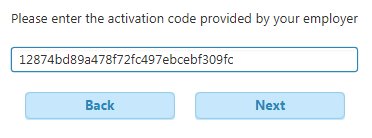 Please enter the activation code provided by your employer
12874bd89a478f72fc497ebcebf309fc
Back Next